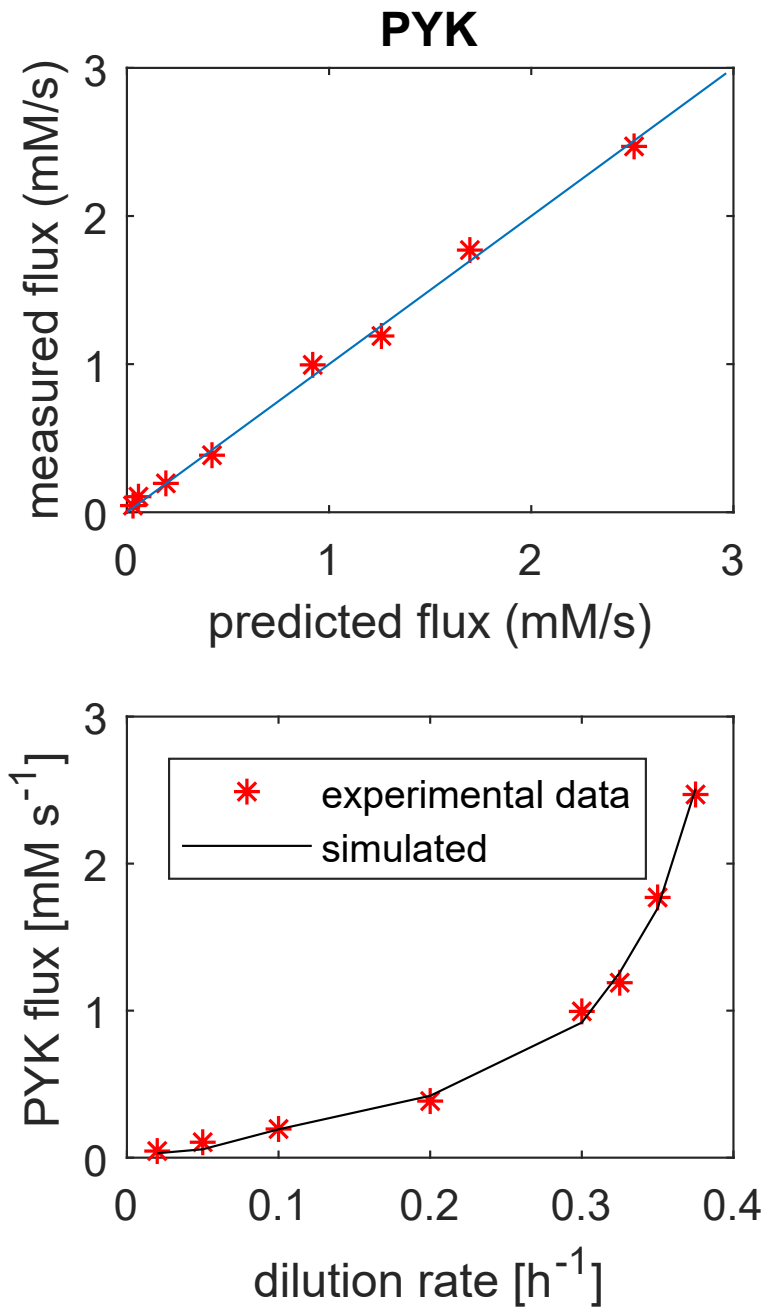 PYK
3
2
1
0
measured flux (mM/s)
0 1 2 3
predicted flux (mM/s)
3
2
1
0
PYK flux [mM s⁻¹]
experimental data
simulated
0 0.1 0.2 0.3 0.4
dilution rate [h⁻¹]